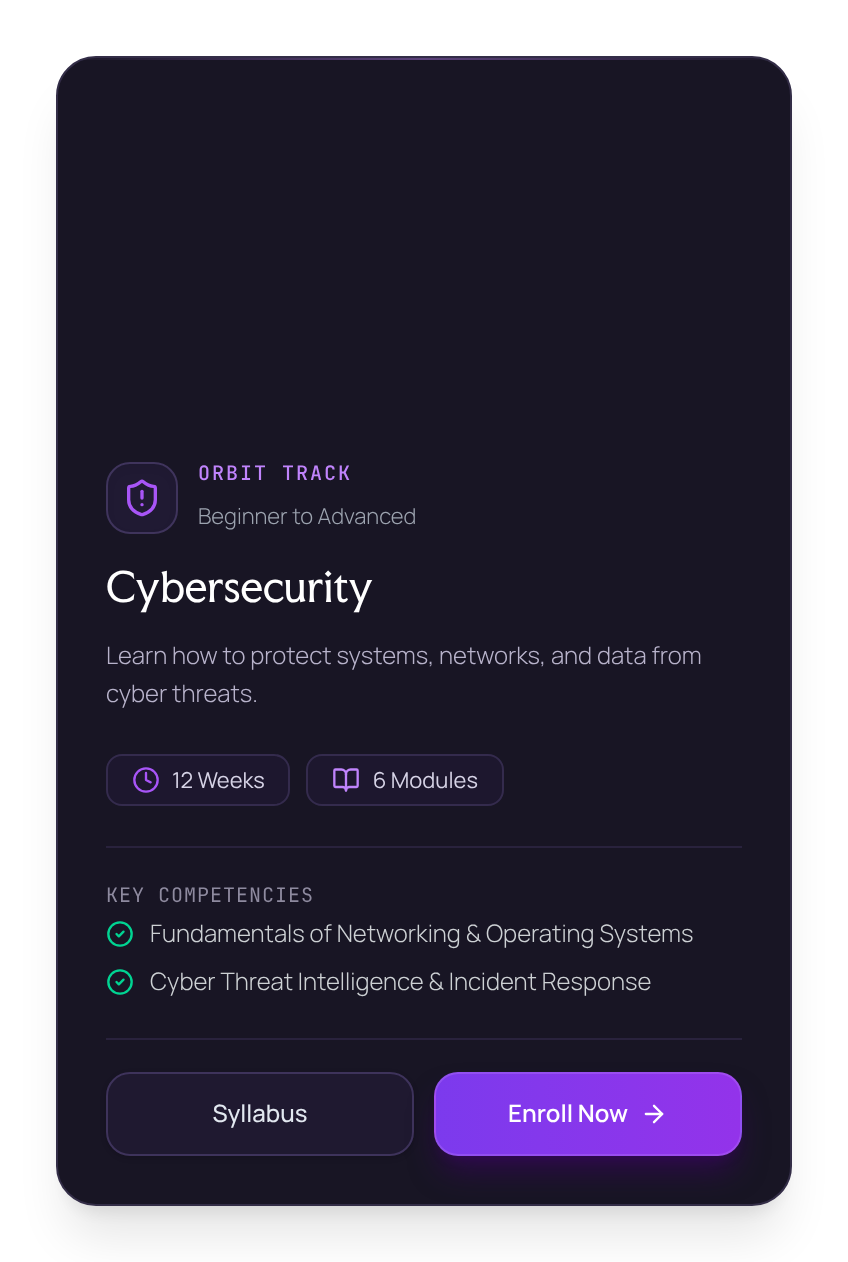 ORBIT TRACK
Beginner to Advanced
Cybersecurity
Learn how to protect systems, networks, and data from
cyber threats.
12 Weeks
6 Modules
KEY COMPETENCIES
Fundamentals of Networking & Operating Systems
Cyber Threat Intelligence & Incident Response
Syllabus
Enroll Now